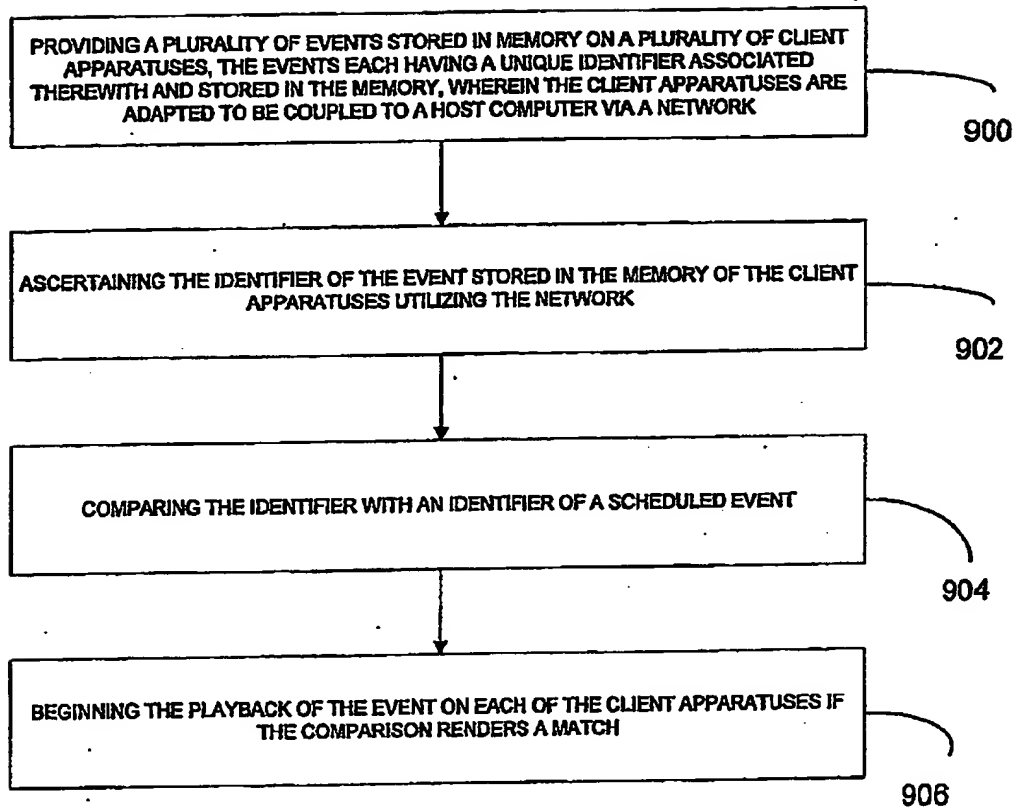 PROVIDING A PLURALITY OF EVENTS STORED IN MEMORY ON A PLURALITY OF CLIENT
APPARATUSES, THE EVENTS EACH HAVING A UNIQUE IDENTIFIER ASSOCIATED
THEREWITH AND STORED IN THE MEMORY, WHEREIN THE CLIENT APPARATUSES ARE
ADAPTED TO BE COUPLED TO A HOST COMPUTER VIA A NETWORK
900
ASCERTAINING THE IDENTIFIER OF THE EVENT STORED IN THE MEMORY OF THE CLIENT
APPARATUSES UTILIZING THE NETWORK
902
COMPARING THE IDENTIFIER WITH AN IDENTIFIER OF A SCHEDULED EVENT
904
BEGINNING THE PLAYBACK OF THE EVENT ON EACH OF THE CLIENT APPARATUSES IF
THE COMPARISON RENDERS A MATCH
906